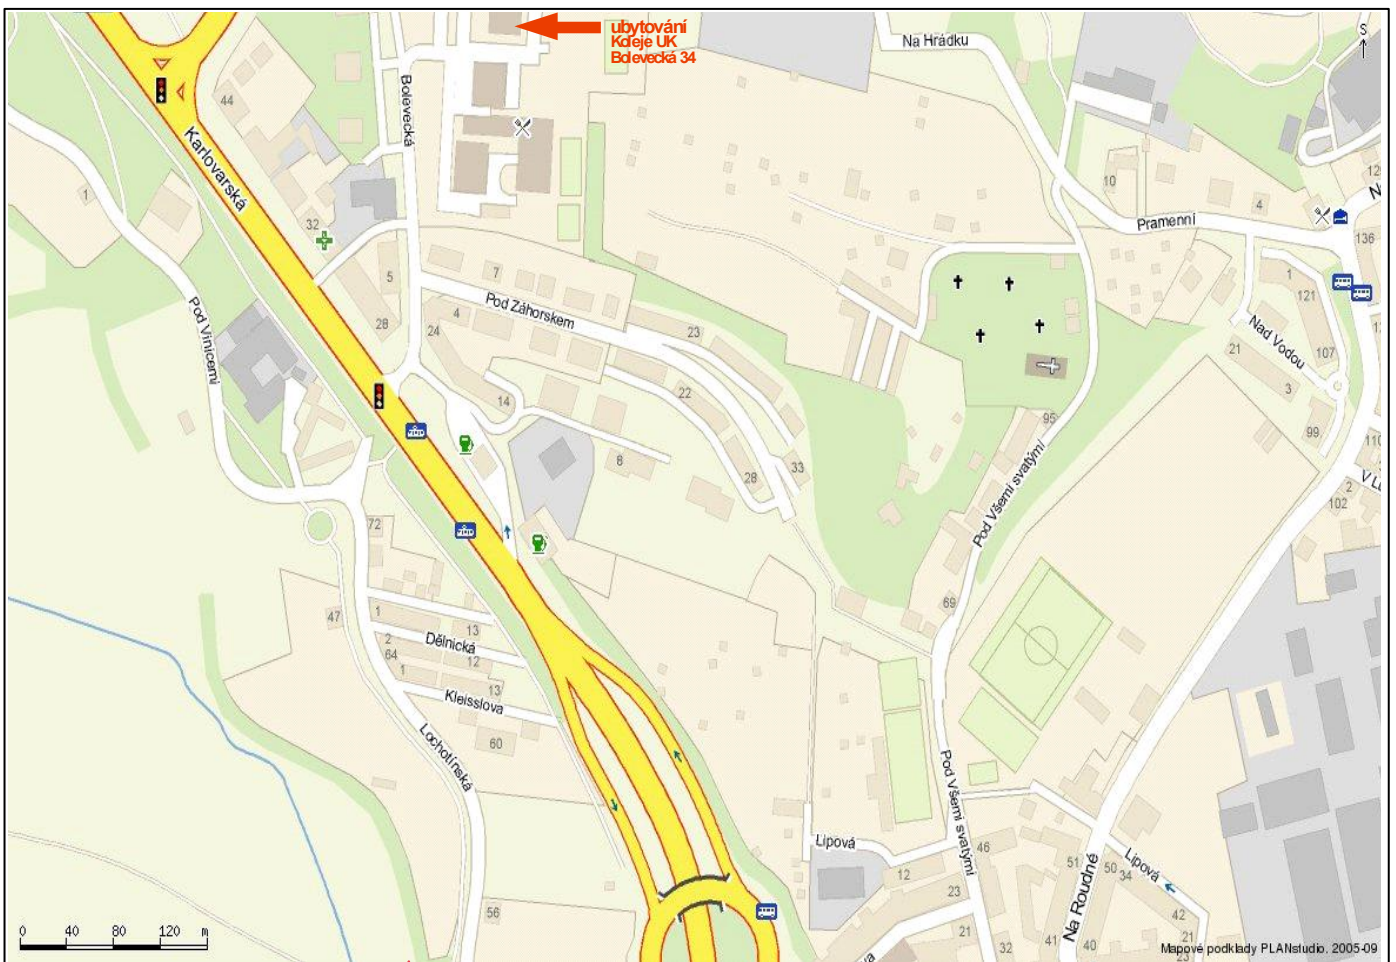 ubytování
Koleje UK
Bolevecká 34
Na Hrádku
S
44
Bolevecká
Karlovarská
1
10
4
Pramenní
136
32
5
7
Pod Záhorskem
4
24
28
23
1
121
Nad Vodou
107
21
3
Pod Vinicemi
14
22
95
99
110
8
28
33
Pod Všemi svatými
2
102
72
69
47
1
13
Dělnická
2
64
12
1
13
Kleisslova
60
Lochotínská
Pod Všemi svatými
Lipová
46
12
23
51
50
34
Lipová
42
Na Roudné
56
32
41
40
21
23
0 40 80 120 m
Mapové podklady PLANstudio, 2005-09